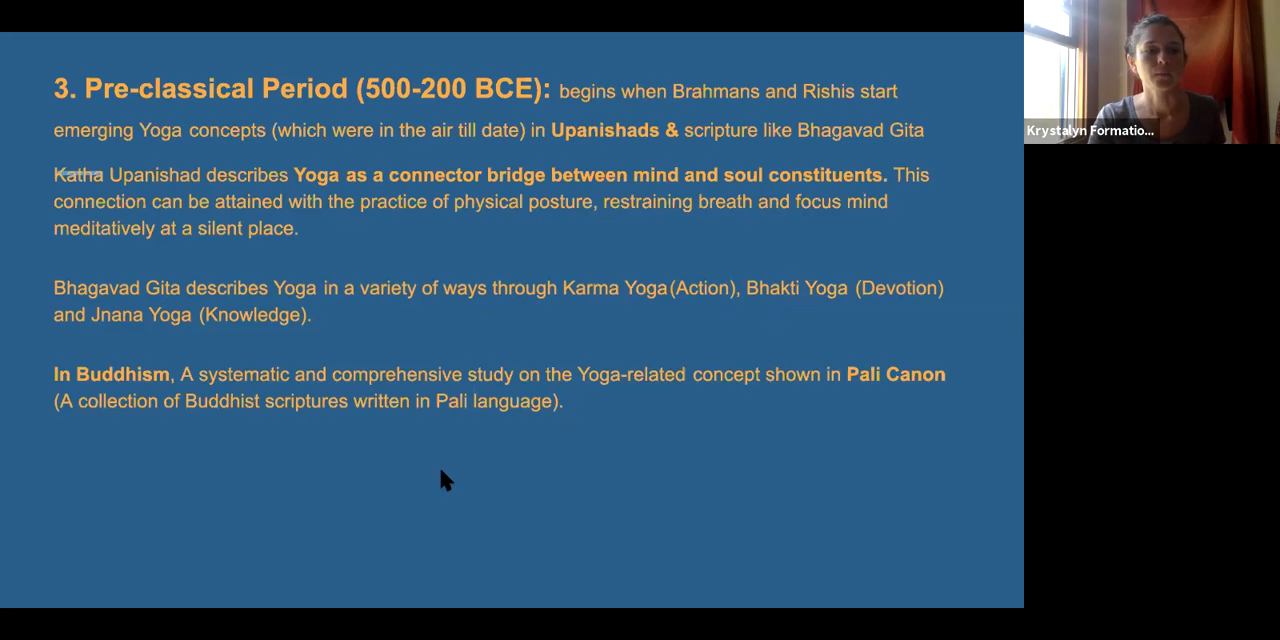 3. Pre-classical Period (500-200 BCE): begins when Brahmans and Rishis start
emerging Yoga concepts (which were in the air till date) in Upanishads & scripture like Bhagavad Gita
Katha Upanishad describes Yoga as a connector bridge between mind and soul constituents. This
connection can be attained with the practice of physical posture, restraining breath and focus mind
meditatively at a silent place.
Bhagavad Gita describes Yoga in a variety of ways through Karma Yoga(Action), Bhakti Yoga (Devotion)
and Jnana Yoga (Knowledge).
In Buddhism, A systematic and comprehensive study on the Yoga-related concept shown in Pali Canon
(A collection of Buddhist scriptures written in Pali language).
Krystalyn Formatio...